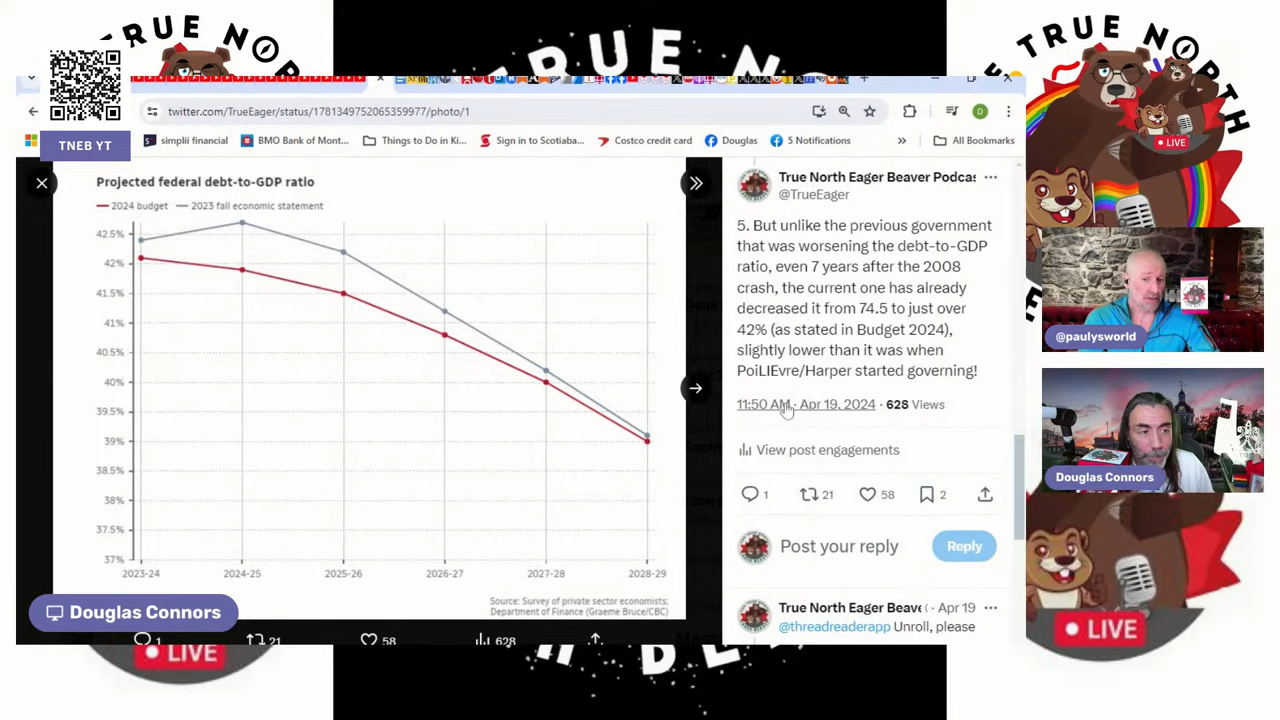 TRUE NORTH
TRUE N
TRUE NORTH
TNEB YT
twitter.com/TrueEager/status/1781349752065359977/photo/1
simplii financial
BMO Bank of Mont...
Things to Do in Ki...
Sign in to Scotiaba...
Costco credit card
Douglas
5 Notifications
»
All Bookmarks
LIVE
Projected federal debt-to-GDP ratio
2024 budget
2023 fall economic statement
42.5%
42%
41.5%
41%
40.5%
40%
39%
38.5%
38%
37.5%
37%
2023-24
2024-25
2025-26
2026-27
2027-28
2028-29
Source: Survey of private sector economists;
Department of Finance (Graeme Bruce/CBC)
1
21
58
628
True North Eager Beaver Podcas
@TrueEager
5. But unlike the previous government
that was worsening the debt-to-GDP
ratio, even 7 years after the 2008
crash, the current one has already
decreased it from 74.5 to just over
42% (as stated in Budget 2024),
slightly lower than it was when
PoiLIEvre/Harper started governing!
11:50 AM · Apr 19, 2024 · 628 Views
View post engagements
1
21
58
2
Post your reply
Reply
True North Eager Beave
· Apr 19
@threadreaderapp Unroll, please
@paulysworld
Douglas Connors
Douglas Connors
LIVE
LIVE